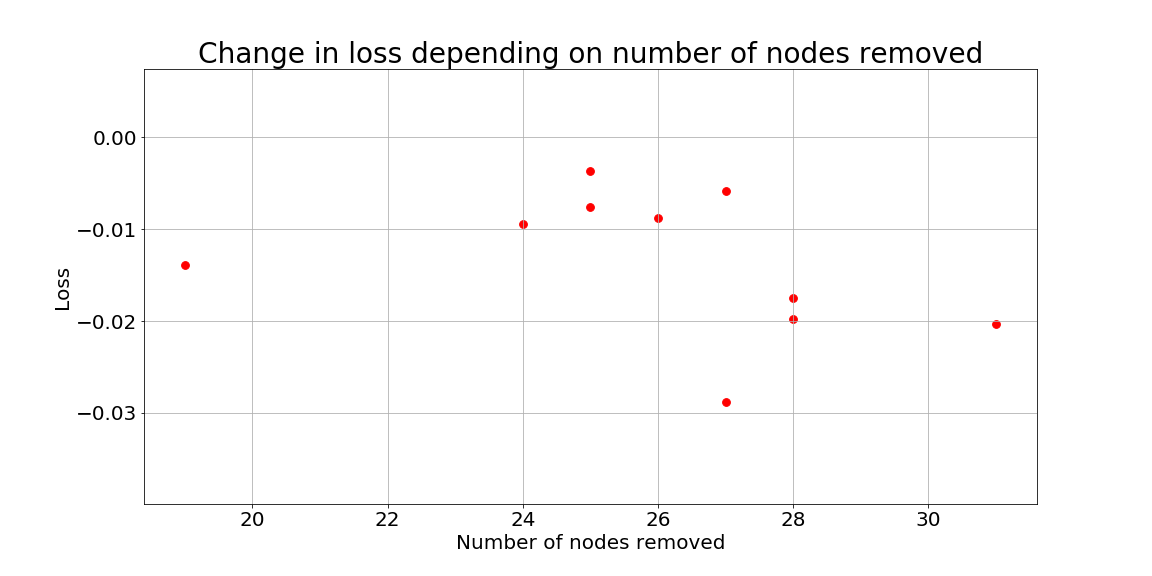 Change in loss depending on number of nodes removed
0.00
−0.01
−0.02
−0.03
Loss
20 22 24 26 28 30
Number of nodes removed